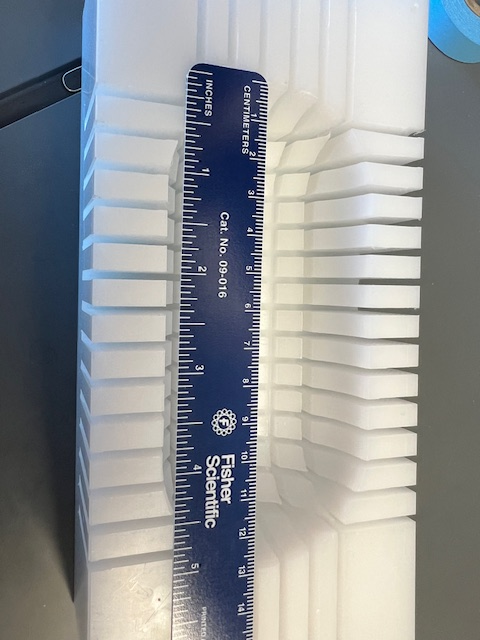 INCHES
CENTIMETERS
1
2
3
4
5
1
2
3
4
5
6
7
8
9
10
11
12
13
14
Cat. No. 09-016
F
Fisher
Scientific
PRINTED